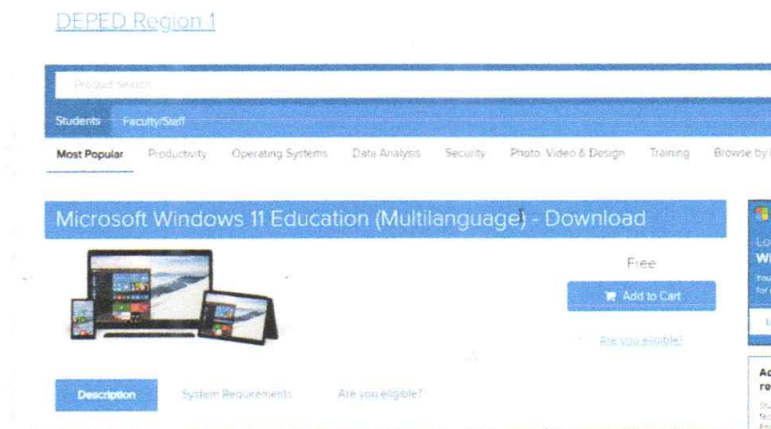 DEPED Region 1
Product Search
Students Faculty/Staff
Most Popular Productivity Operating Systems Data Analysis Security Photo, Video & Design Training Browse by
Microsoft Windows 11 Education (Multilanguage) - Download
Free
Add to Cart
Are you eligible?
Description System Requirements Are you eligible?